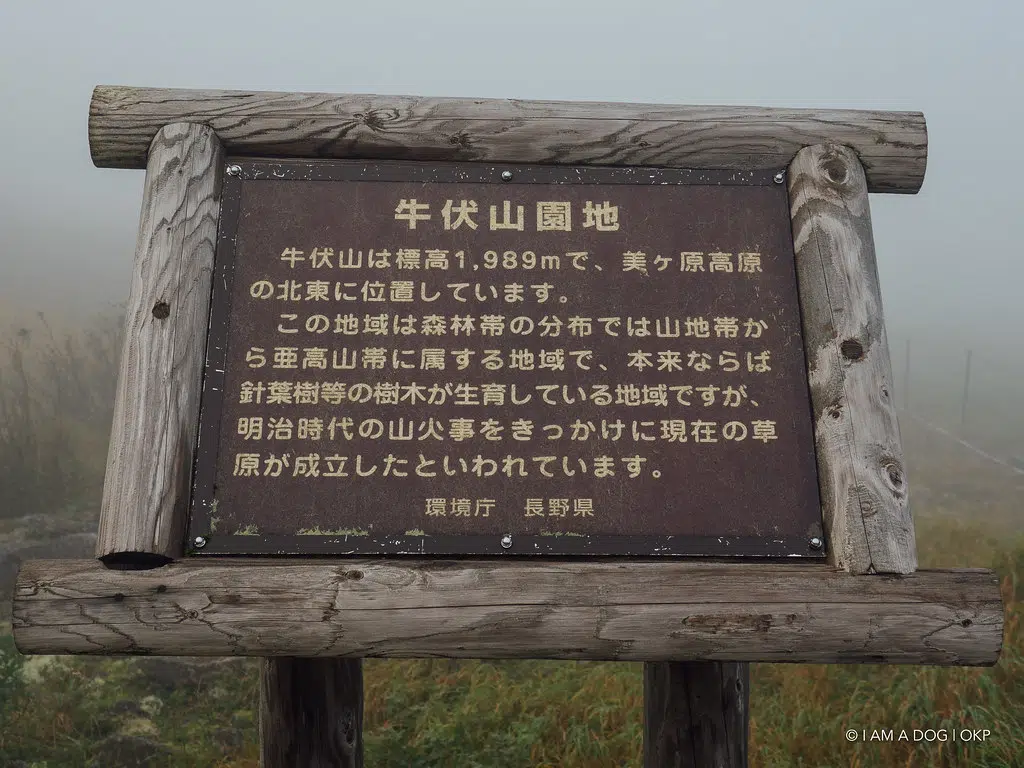 牛伏山園地
牛伏山は標高1,989mで、美ヶ原高原
の北東に位置しています。
この地域は森林帯の分布では山地帯か
ら亜高山帯に属する地域で、本来ならば
針葉樹等の樹木が生育している地域ですが、
明治時代の山火事をきっかけに現在の草
原が成立したといわれています。
環境庁 長野県
© I AM A DOG | OKP